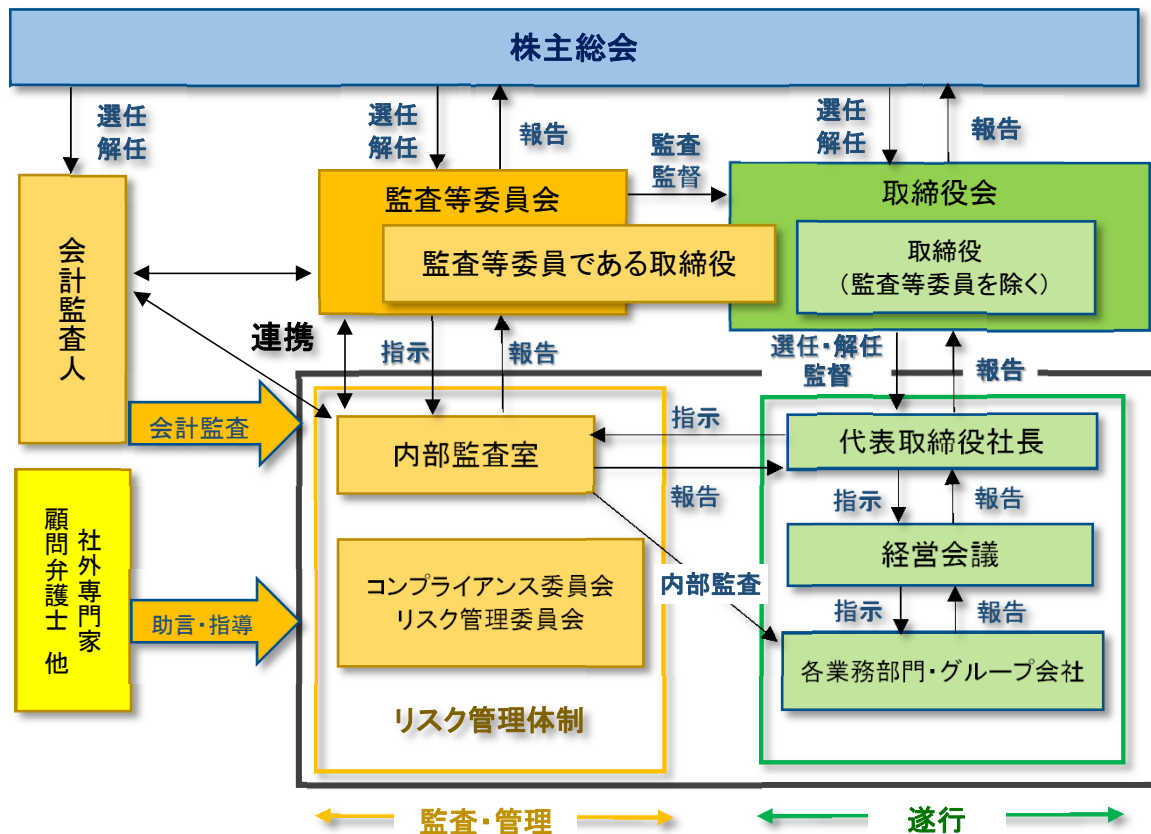 株主総会
選任
解任
選任
解任
報告
監査
監督
選任
解任
報告
会計監査人
監査等委員会
監査等委員である取締役
取締役会
取締役
(監査等委員を除く)
連携
指示
報告
選任・解任
監督
報告
会計監査
内部監査室
指示
報告
代表取締役社長
指示
報告
経営会議
社外専門家
顧問弁護士 他
助言・指導
コンプライアンス委員会
リスク管理委員会
内部監査
指示
報告
各業務部門・グループ会社
リスク管理体制
監査・管理
遂行